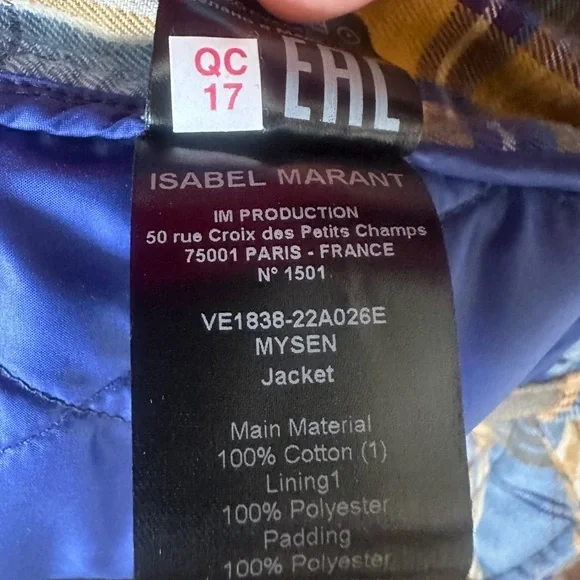 QC
17
EAC
ISABEL MARANT
IM PRODUCTION
50 rue Croix des Petits Champs
75001 PARIS - FRANCE
N° 1501
VE1838-22A026E
MYSEN
Jacket
Main Material
100% Cotton (1)
Lining1
100% Polyester
Padding
100% Polyester